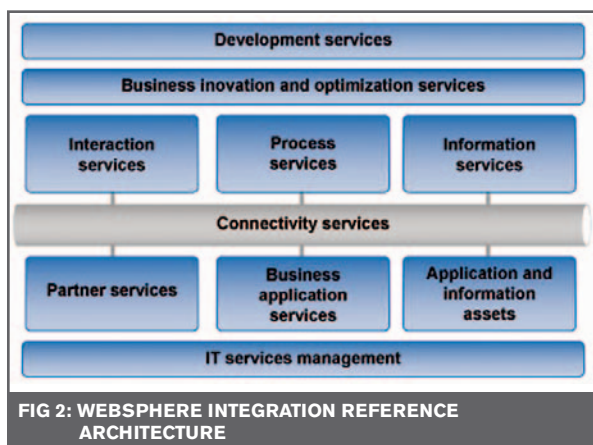 Development services
Business inovation and optimization services
Interaction
services
Process
services
Information
services
Connectivity services
Partner services
Business
application
services
Application and
information
assets
IT services management
FIG 2: WEBSPHERE INTEGRATION REFERENCE
ARCHITECTURE